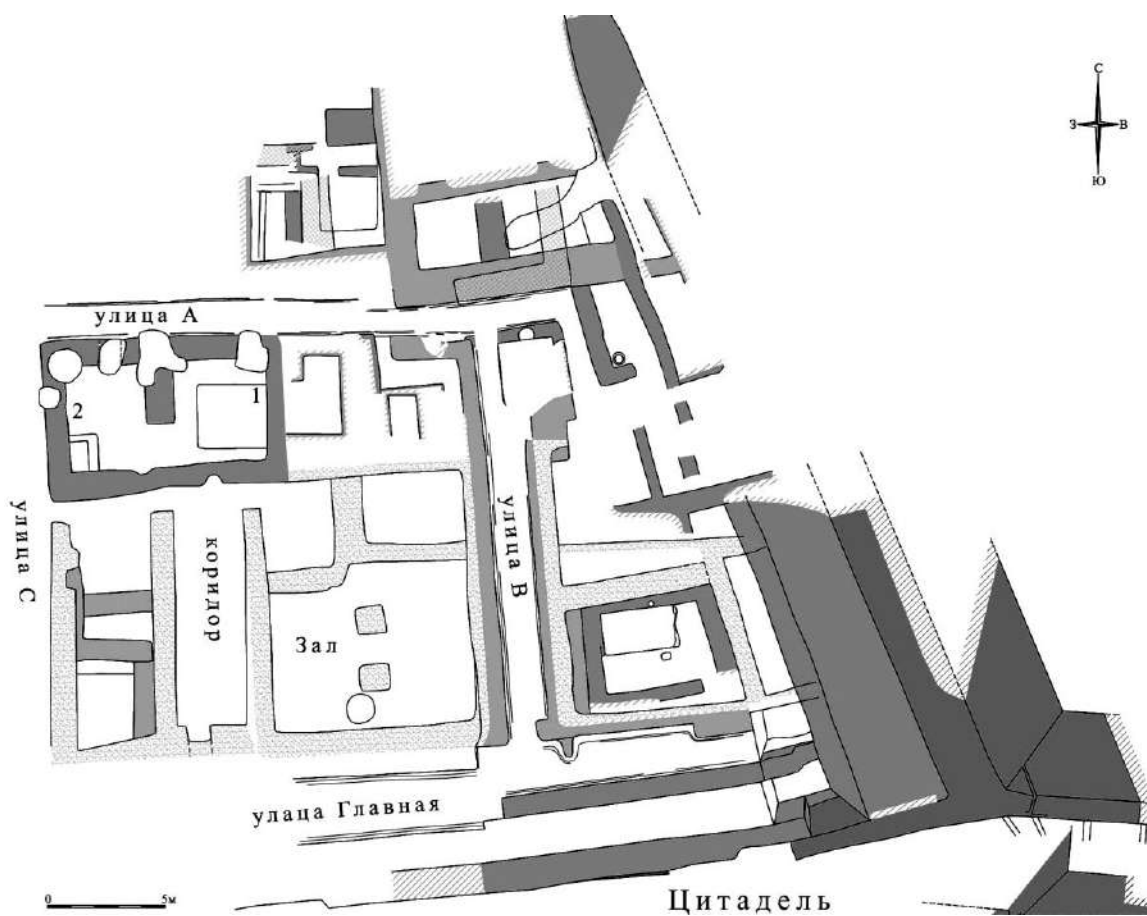 С
З В
Ю
улица А
1
2
улица С
коридор
Зал
улица В
улаца Главная
0 5м
Цитадель